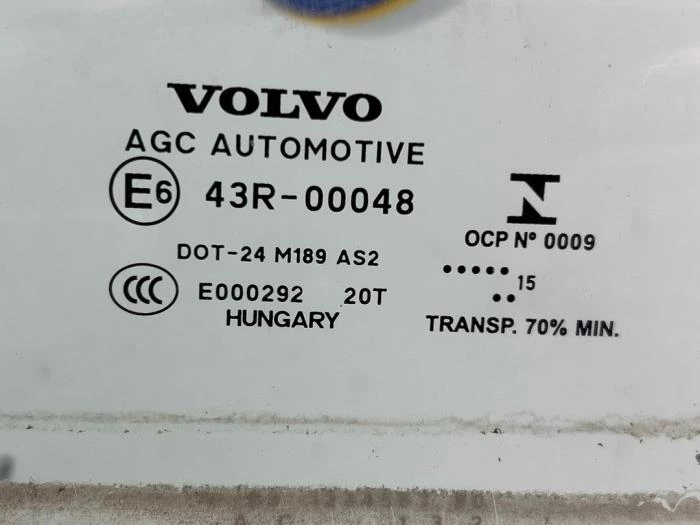 VOLVO
AGC AUTOMOTIVE
E6 43R-00048
DOT-24 M189 AS2
CCC E000292 20T
HUNGARY
N
OCP Nº 0009
••••• 15
••
TRANSP. 70% MIN.